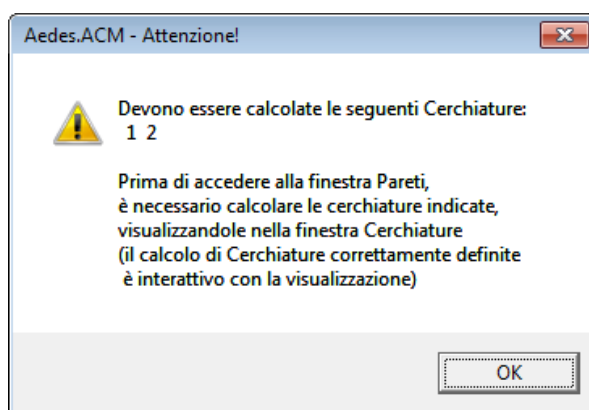 Aedes.ACM - Attenzione!
Devono essere calcolate le seguenti Cerchiature:
1 2
Prima di accedere alla finestra Pareti,
è necessario calcolare le cerchiature indicate,
visualizzandole nella finestra Cerchiature
(il calcolo di Cerchiature correttamente definite
è interattivo con la visualizzazione)
OK